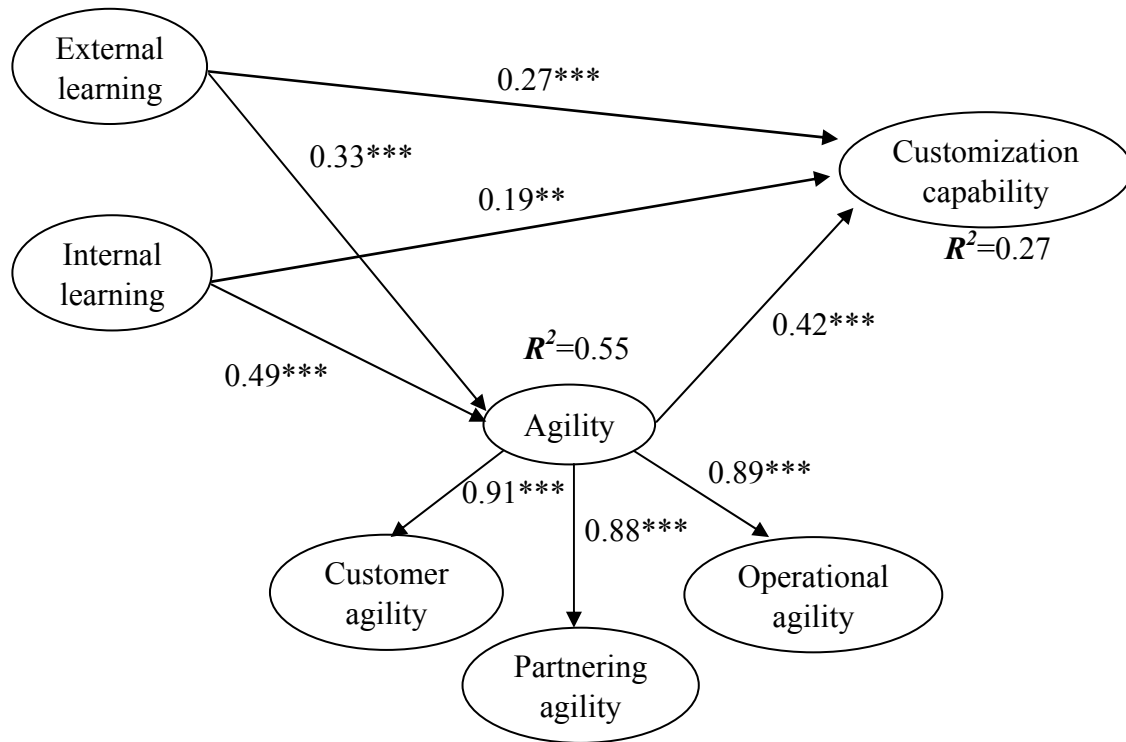 External
learning
0.27***
0.33***
Customization
capability
0.19**
R²=0.27
Internal
learning
0.42***
R²=0.55
0.49***
Agility
0.91***
0.89***
0.88***
Customer
agility
Operational
agility
Partnering
agility